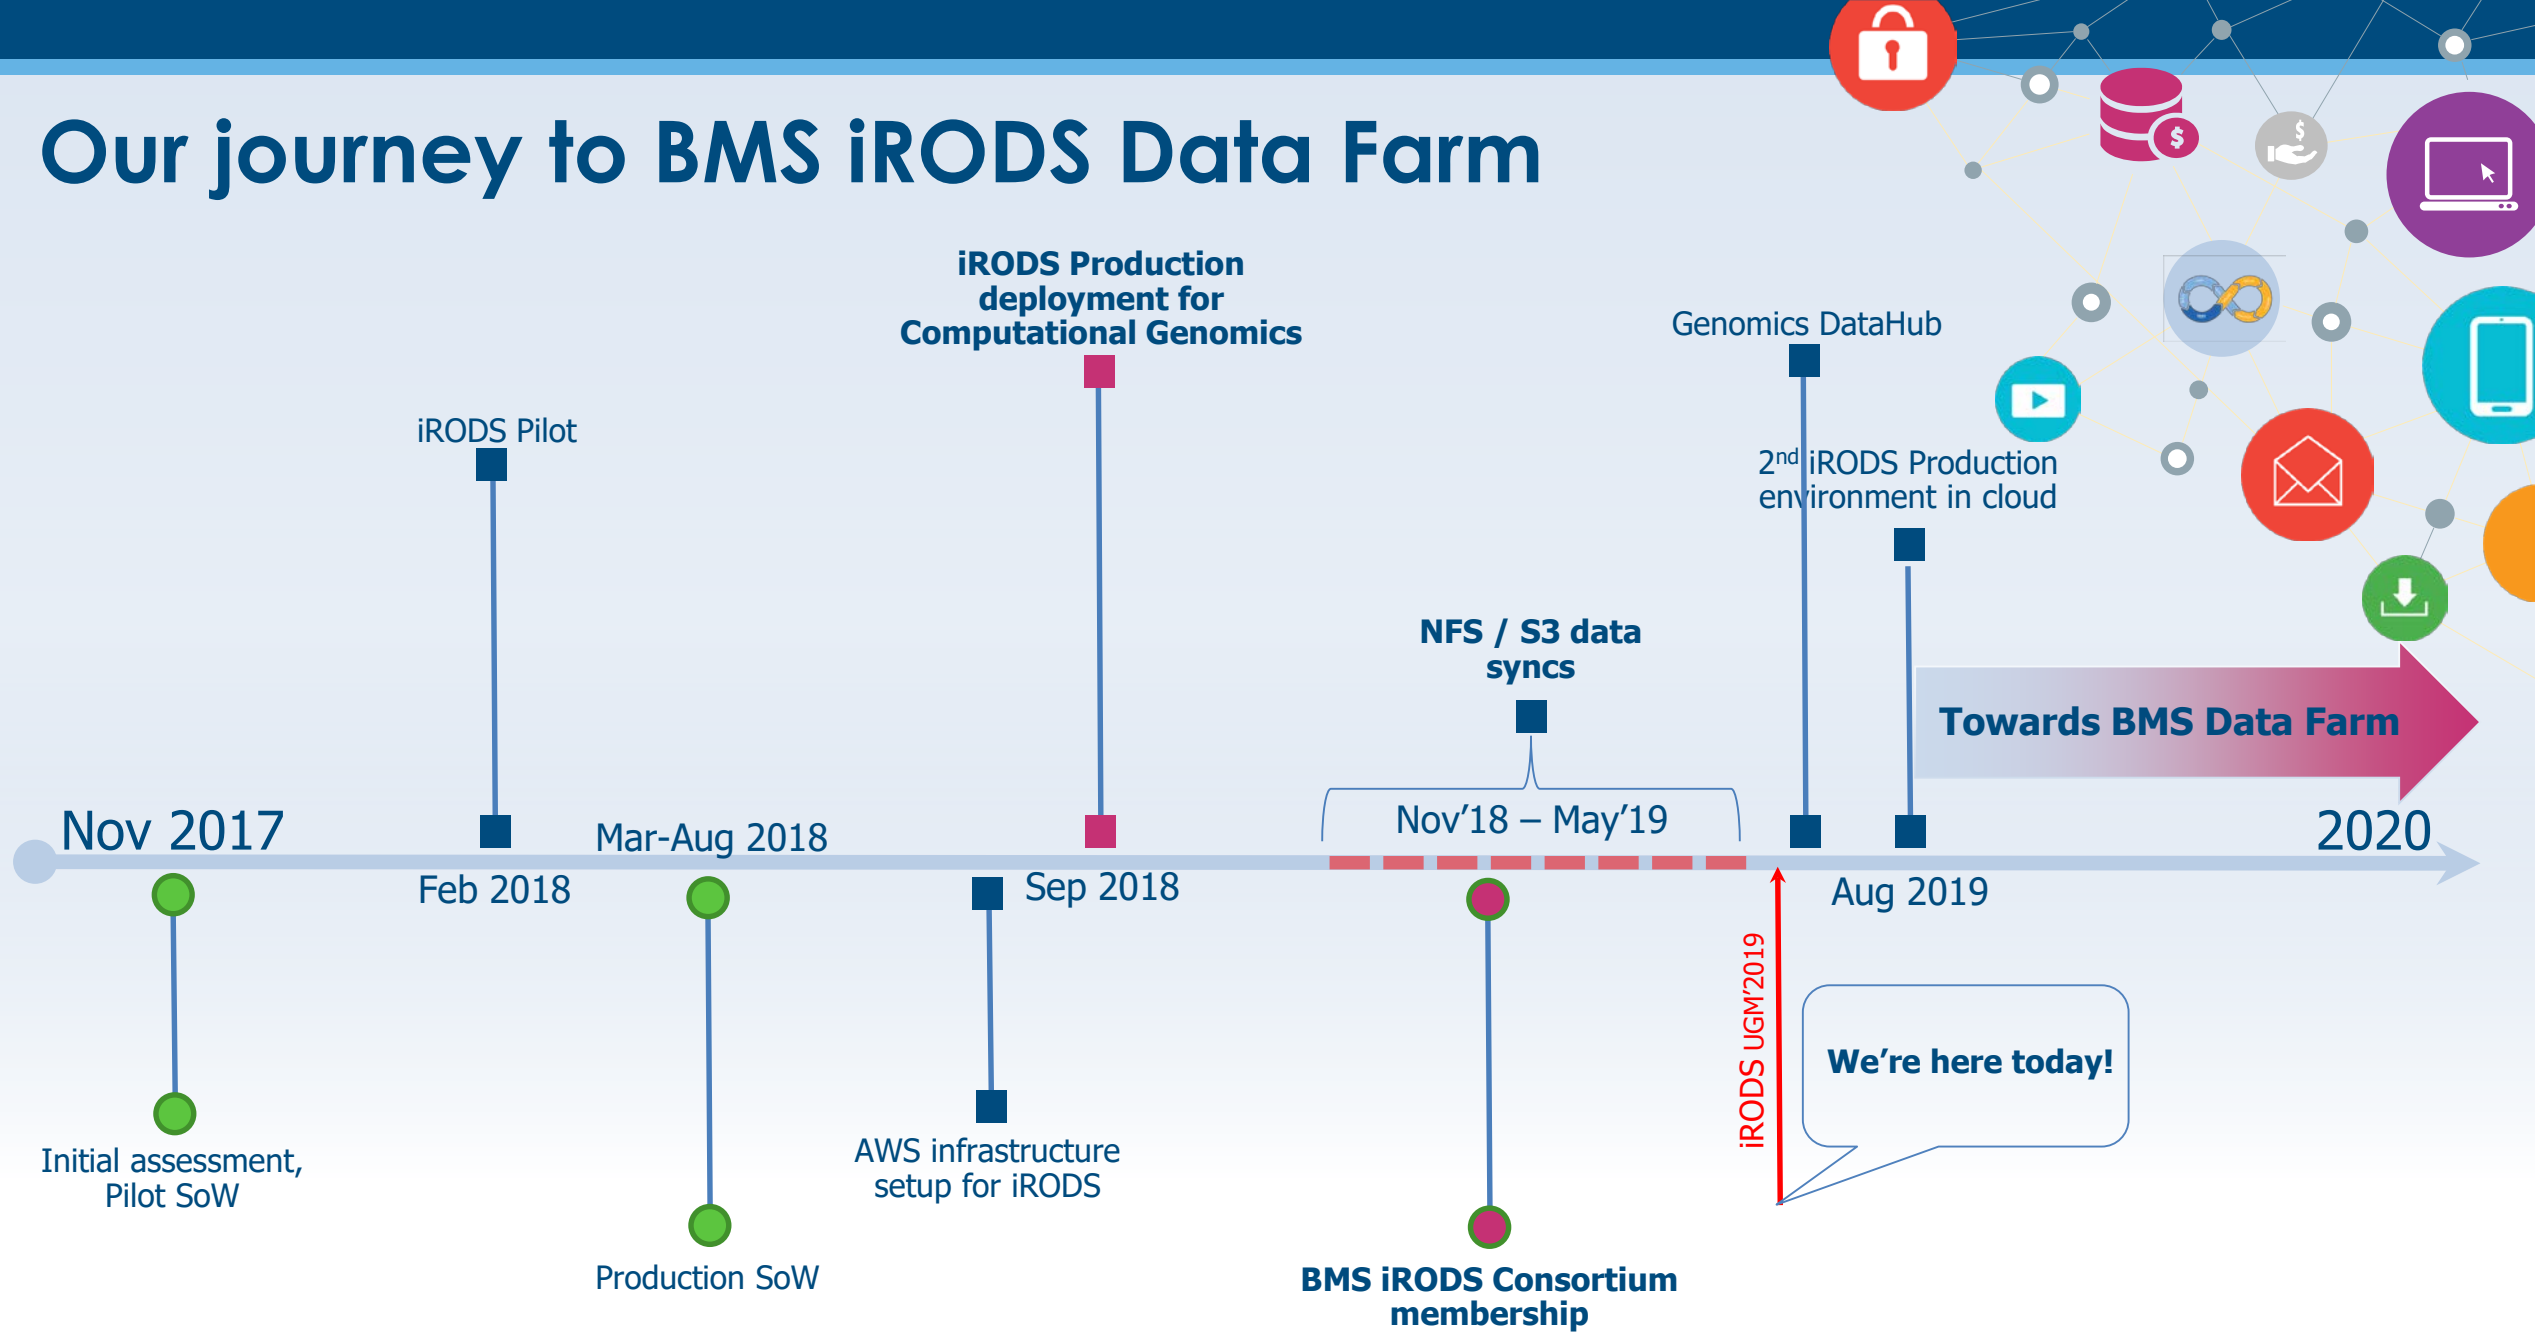 Our journey to BMS iRODS Data Farm
iRODS Production
deployment for
Computational Genomics
Genomics DataHub
iRODS Pilot
2nd iRODS Production
environment in cloud
NFS / S3 data
syncs
Towards BMS Data Farm
Nov 2017
Mar-Aug 2018
Nov’18 – May’19
2020
Feb 2018
Sep 2018
Aug 2019
iRODS UGM’2019
We’re here today!
Initial assessment,
Pilot SoW
AWS infrastructure
setup for iRODS
Production SoW
BMS iRODS Consortium
membership